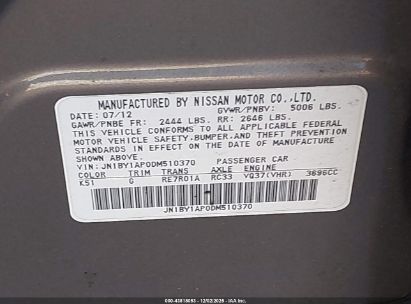 MANUFACTURED BY NISSAN MOTOR CO.,LTD.
DATE: 07/12 GVWR/PNBV: 5006 LBS.
GAWR/PNBE FR: 2444 LBS. RR: 2646 LBS.
THIS VEHICLE CONFORMS TO ALL APPLICABLE FEDERAL
MOTOR VEHICLE SAFETY, BUMPER, AND THEFT PREVENTION
STANDARDS IN EFFECT ON THE DATE OF MANUFACTURE
SHOWN ABOVE.
VIN: JN1BY1AP0DM510370 PASSENGER CAR
COLOR TRIM TRANS AXLE ENGINE
K51 G RE7R01A RC33 VQ37(VHR) 3696CC
JN1BY1AP0DM510370